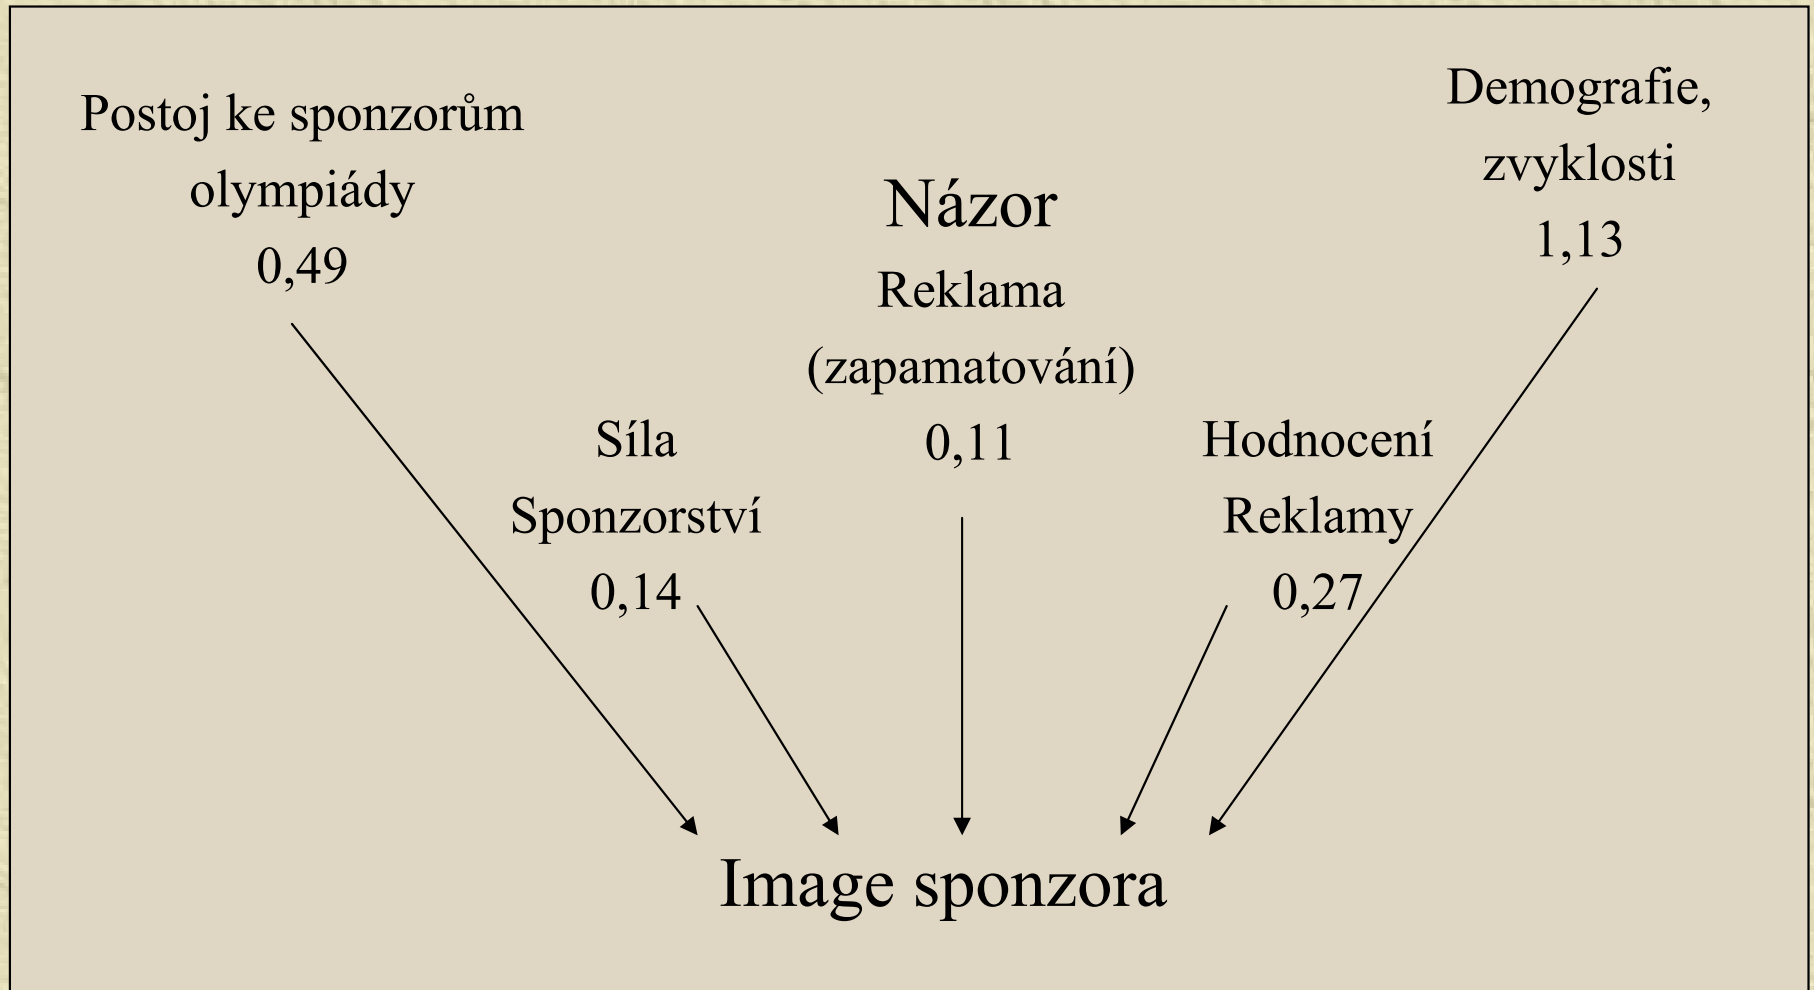 Postoj ke sponzorům
olympiády
0,49
Názor
Reklama
(zapamatování)
0,11
Demografie,
zvyklosti
1,13
Síla
Sponzorství
0,14
Hodnocení
Reklamy
0,27
Image sponzora